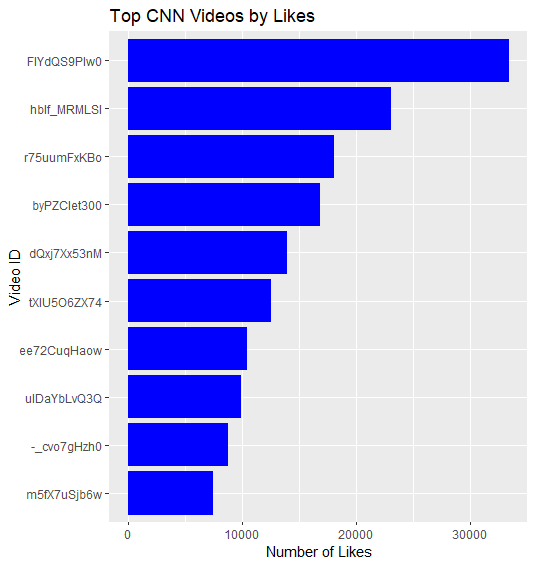 Top CNN Videos by Likes
FIYdQS9PIw0
hbIf_MRMLSI
r75uumFxKBo
byPZCIet300
dQxj7Xx53nM
tXIU5O6ZX74
ee72CuqHaow
uIDaYbLvQ3Q
-_cvo7gHzh0
m5fX7uSjb6w
Video ID
0 10000 20000 30000
Number of Likes